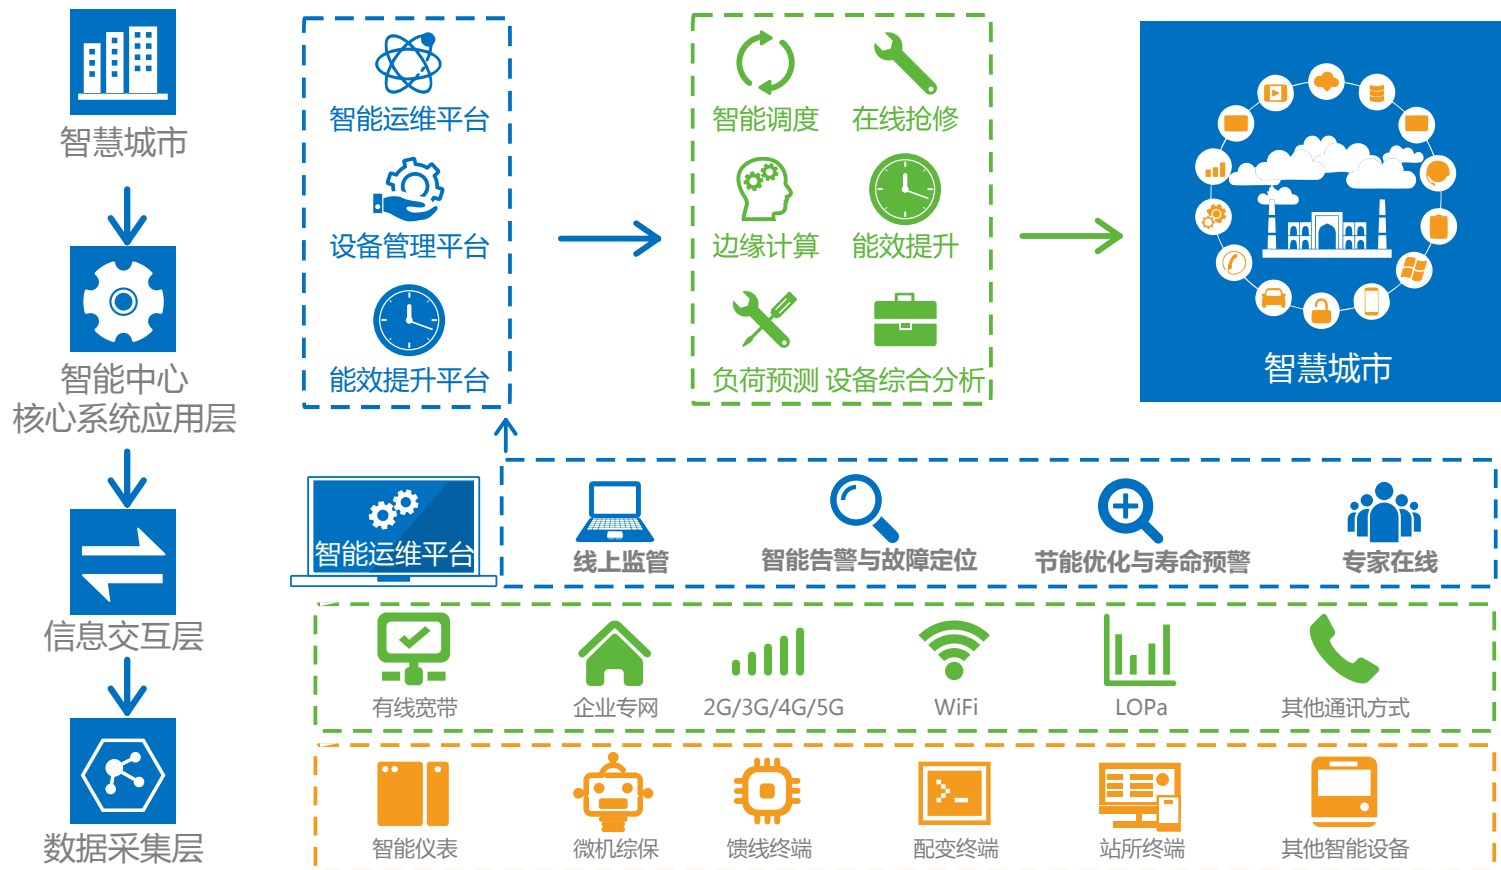 智慧城市
智能中心
核心系统应用层
信息交互层
数据采集层
智能运维平台
设备管理平台
能效提升平台
智能调度 在线抢修
边缘计算 能效提升
负荷预测 设备综合分析
智慧城市
智能运维平台
线上监管 智能告警与故障定位 节能优化与寿命预警 专家在线
有线宽带 企业专网 2G/3G/4G/5G WiFi LOPa 其他通讯方式
智能仪表 微机综保 馈线终端 配变终端 站所终端 其他智能设备